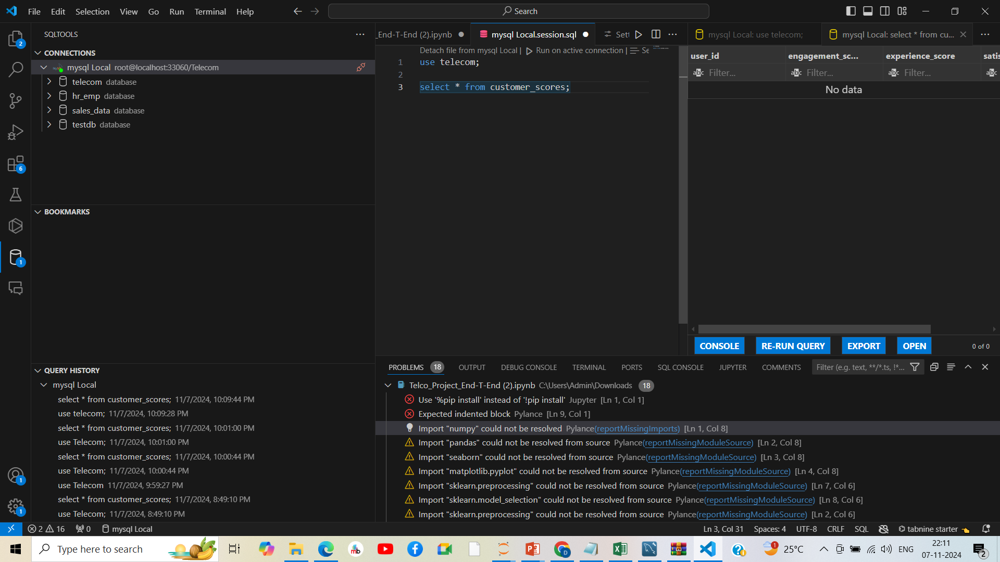 File Edit Selection View Go Run Terminal Help
Search
2
SQLTOOLS
CONNECTIONS
mysql Local root@localhost:33060/Telecom
telecom database
hr_emp database
sales_data database
testdb database
6
1
BOOKMARKS
QUERY HISTORY
mysql Local
select * from customer_scores; 11/7/2024, 10:09:44 PM
use telecom; 11/7/2024, 10:09:28 PM
select * from customer_scores; 11/7/2024, 10:01:00 PM
use Telecom; 11/7/2024, 10:01:00 PM
select * from customer_scores; 11/7/2024, 10:00:44 PM
use Telecom; 11/7/2024, 10:00:44 PM
use Telecom 11/7/2024, 9:59:27 PM
select * from customer_scores; 11/7/2024, 8:49:10 PM
use Telecom; 11/7/2024, 8:49:10 PM
1
1
_End-T-End (2).ipynb
mysql Local.session.sql
Sett
Detach file from mysql Local | Run on active connection | Se
1 use telecom;
2
3 select * from customer_scores;
mysql Local: use telecom;
mysql Local: select * from cu...
user_id engagement_sc... experience_score satis
abc Filter... abc Filter... abc Filter... abc
No data
CONSOLE RE-RUN QUERY EXPORT OPEN 0 of 0
PROBLEMS 18 OUTPUT DEBUG CONSOLE TERMINAL PORTS SQL CONSOLE JUPYTER COMMENTS Filter (e.g. text, **/*.ts, !*...
Telco_Project_End-T-End (2).ipynb C:\Users\Admin\Downloads 18
Use '%pip install' instead of '!pip install' Jupyter [Ln 1, Col 1]
Expected indented block Pylance [Ln 9, Col 1]
Import "numpy" could not be resolved Pylance(reportMissingImports) [Ln 1, Col 8]
Import "pandas" could not be resolved from source Pylance(reportMissingModuleSource) [Ln 2, Col 8]
Import "seaborn" could not be resolved from source Pylance(reportMissingModuleSource) [Ln 3, Col 8]
Import "matplotlib.pyplot" could not be resolved from source Pylance(reportMissingModuleSource) [Ln 4, Col 8]
Import "sklearn.preprocessing" could not be resolved from source Pylance(reportMissingModuleSource) [Ln 7, Col 6]
Import "sklearn.model_selection" could not be resolved from source Pylance(reportMissingModuleSource) [Ln 8, Col 6]
Import "sklearn.preprocessing" could not be resolved from source Pylance(reportMissingModuleSource) [Ln 2, Col 6]
2 16 0 mysql Local
Ln 3, Col 31 Spaces: 4 UTF-8 CRLF SQL tabnine starter
Type here to search
mb
1 25°C ENG
22:11
07-11-2024
2